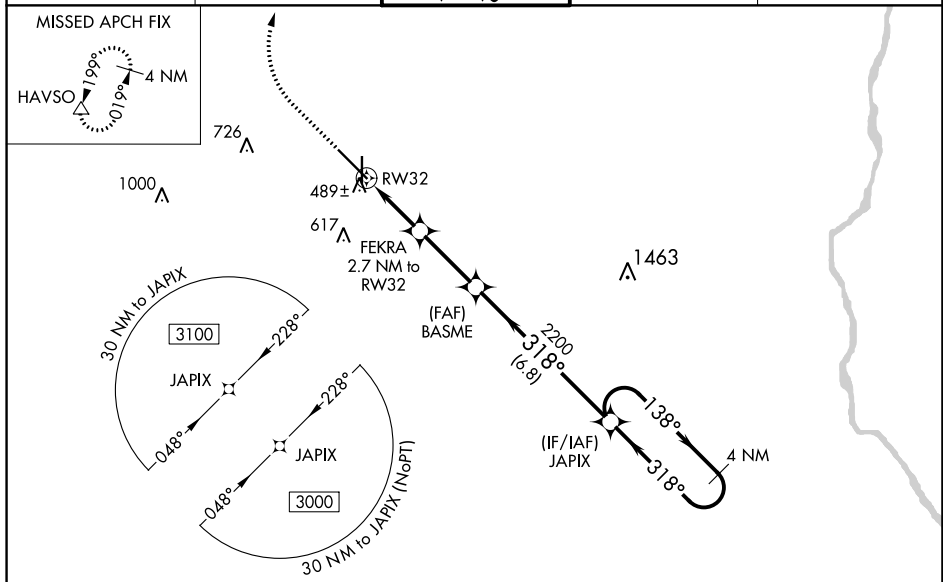 MISSED APCH FIX
4 NM
HAVSO
199°
019°
726
1000
489±
RW32
617
FEKRA
2.7 NM to
RW32
1463
(FAF)
BASME
2200
318°
(6.8)
30 NM to JAPIX
3100
228°
JAPIX
048°
228°
JAPIX
048°
3000
30 NM to JAPIX (NoPT)
(IF/IAF)
JAPIX
138°
318°
4 NM